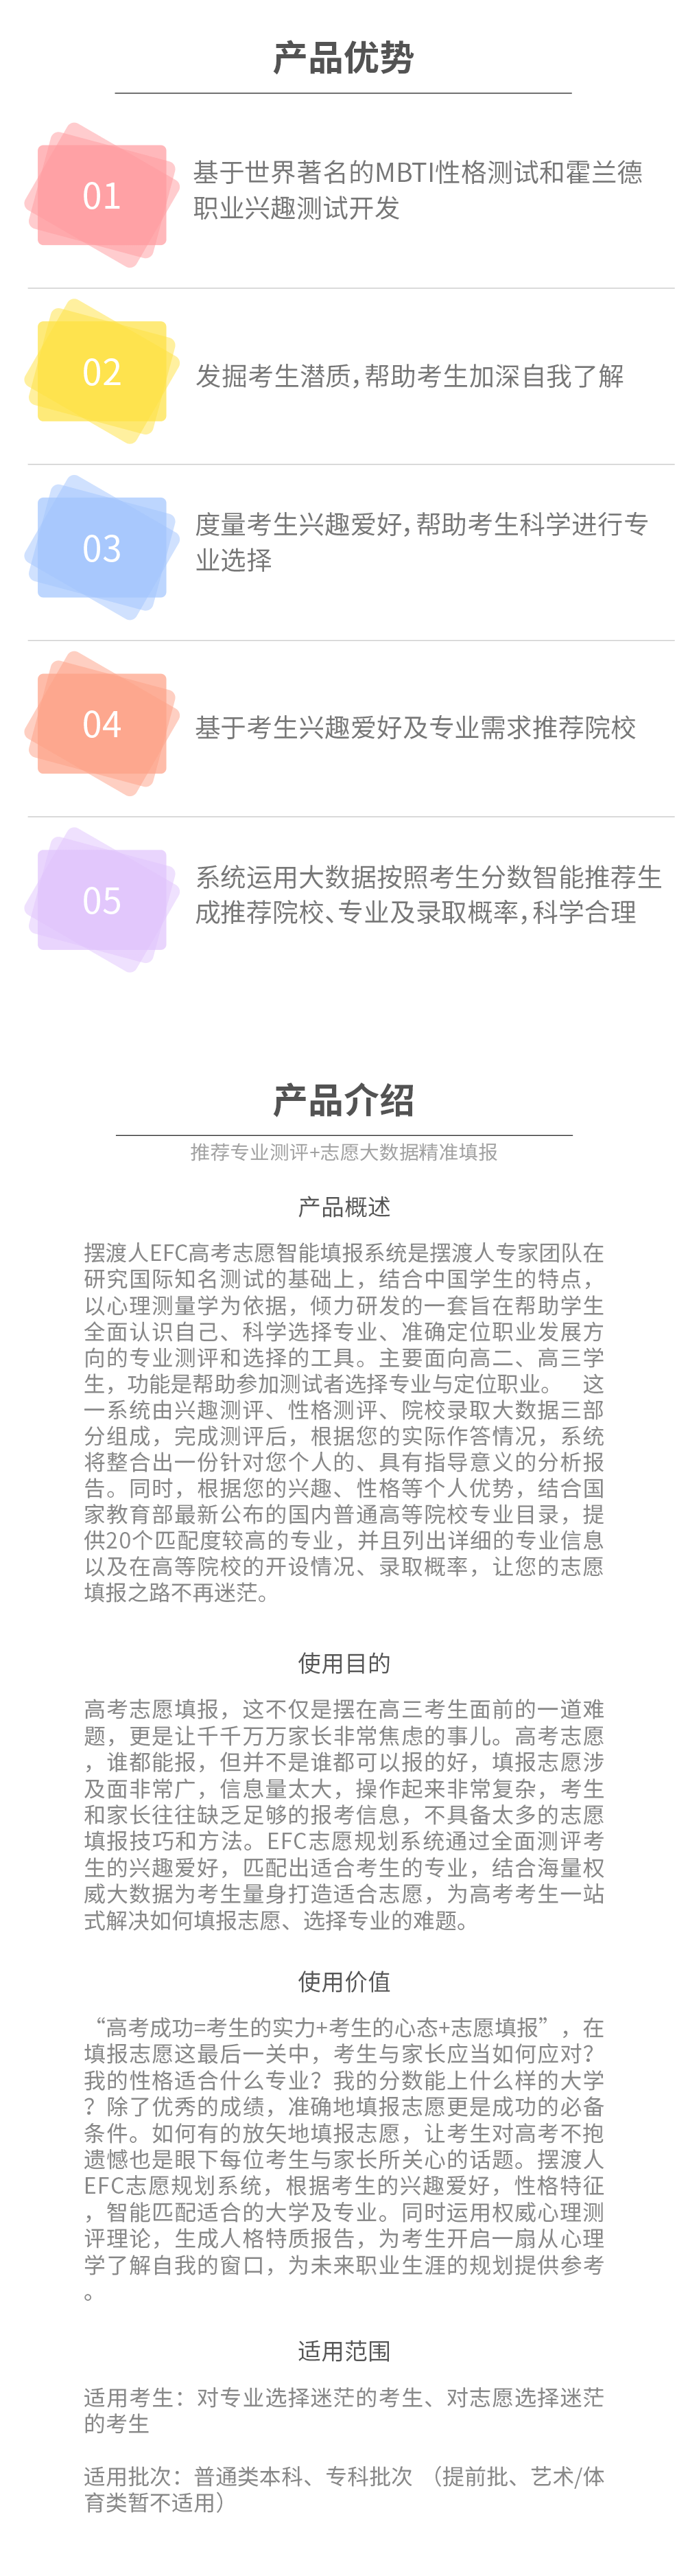 产品优势
01
基于世界著名的MBTI性格测试和霍兰德
职业兴趣测试开发
02
发掘考生潜质，帮助考生加深自我了解
03
度量考生兴趣爱好，帮助考生科学进行专
业选择
04
基于考生兴趣爱好及专业需求推荐院校
05
系统运用大数据按照考生分数智能推荐生
成推荐院校、专业及录取概率，科学合理
产品介绍
推荐专业测评+志愿大数据精准填报
产品概述
摆渡人EFC高考志愿智能填报系统是摆渡人专家团队在
研究国际知名测试的基础上，结合中国学生的特点，
以心理测量学为依据，倾力研发的一套旨在帮助学生
全面认识自己、科学选择专业、准确定位职业发展方
向的专业测评和选择的工具。主要面向高二、高三学
生，功能是帮助参加测试者选择专业与定位职业。 这
一系统由兴趣测评、性格测评、院校录取大数据三部
分组成，完成测评后，根据您的实际作答情况，系统
将整合出一份针对您个人的、具有指导意义的分析报
告。同时，根据您的兴趣、性格等个人优势，结合国
家教育部最新公布的国内普通高等院校专业目录，提
供20个匹配度较高的专业，并且列出详细的专业信息
以及在高等院校的开设情况、录取概率，让您的志愿
填报之路不再迷茫。
使用目的
高考志愿填报，这不仅是摆在高三考生面前的一道难
题，更是让千千万万家长非常焦虑的事儿。高考志愿
，谁都能报，但并不是谁都可以报的好，填报志愿涉
及面非常广，信息量太大，操作起来非常复杂，考生
和家长往往缺乏足够的报考信息，不具备太多的志愿
填报技巧和方法。EFC志愿规划系统通过全面测评考
生的兴趣爱好，匹配出适合考生的专业，结合海量权
威大数据为考生量身打造适合志愿，为高考考生一站
式解决如何填报志愿、选择专业的难题。
使用价值
“高考成功=考生的实力+考生的心态+志愿填报”，在
填报志愿这最后一关中，考生与家长应当如何应对？
我的性格适合什么专业？我的分数能上什么样的大学
？除了优秀的成绩，准确地填报志愿更是成功的必备
条件。如何有的放矢地填报志愿，让考生对高考不抱
遗憾也是眼下每位考生与家长所关心的话题。摆渡人
EFC志愿规划系统，根据考生的兴趣爱好，性格特征
，智能匹配适合的大学及专业。同时运用权威心理测
评理论，生成人格特质报告，为考生开启一扇从心理
学了解自我的窗口，为未来职业生涯的规划提供参考
。
适用范围
适用考生：对专业选择迷茫的考生、对志愿选择迷茫
的考生
适用批次：普通类本科、专科批次 （提前批、艺术/体
育类暂不适用）